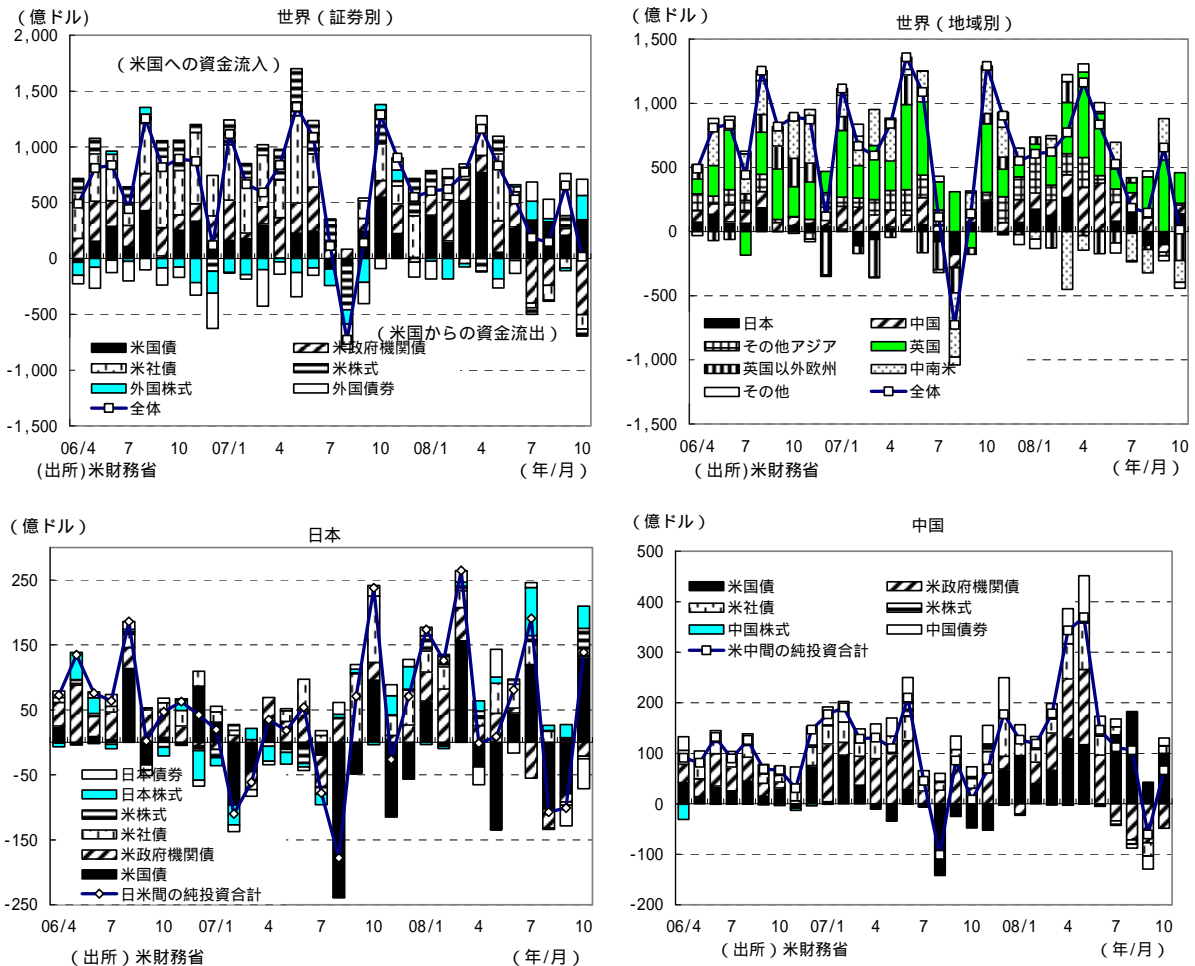 (億ドル)
世界(証券別)
2,000
1,500
1,000
500
0
-500
-1,000
-1,500
(米国への資金流入)
(米国からの資金流出)
米国債
米政府機関債
米社債
米株式
外国株式
外国債券
全体
06/4 7 10 07/1 4 7 10 08/1 4 7 10
(出所)米財務省
(年/月)
(億ドル)
世界(地域別)
1,500
1,000
500
0
-500
-1,000
-1,500
日本
中国
その他アジア
英国
英国以外欧州
中南米
その他
全体
06/4 7 10 07/1 4 7 10 08/1 4 7 10
(出所)米財務省
(年/月)
(億ドル)
日本
250
150
50
-50
-150
-250
日本債券
日本株式
米株式
米社債
米政府機関債
米国債
日米間の純投資合計
06/4 7 10 07/1 4 7 10 08/1 4 7 10
(出所)米財務省
(年/月)
(億ドル)
中国
500
400
300
200
100
0
-100
-200
米国債
米政府機関債
米社債
米株式
中国株式
中国債券
米中間の純投資合計
06/4 7 10 07/1 4 7 10 08/1 4 7 10
(出所)米財務省
(年/月)